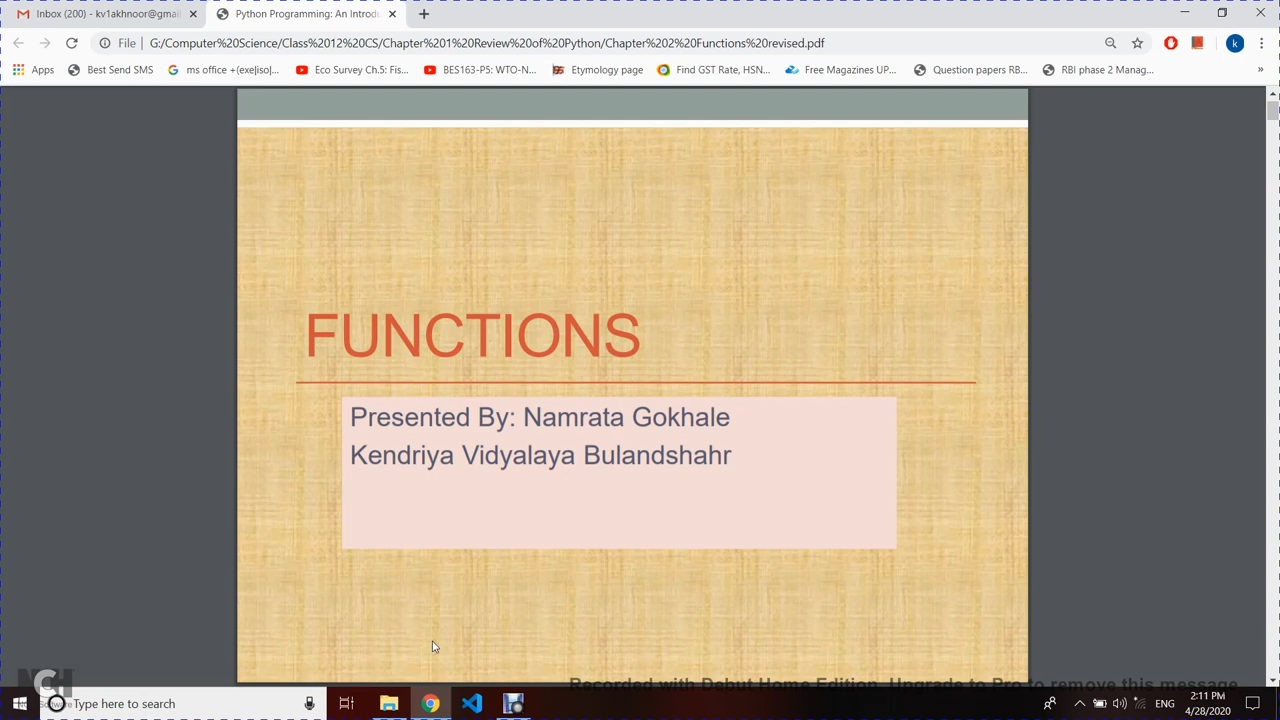 Inbox (200) - kv1akhnoor@gmai
Python Programming: An Introdu
File
G:/Computer%20Science/Class%2012%20CS/Chapter%201%20Review%20of%20Python/Chapter%202%20Functions%20revised.pdf
Apps
Best Send SMS
ms office +(exe|iso|...
Eco Survey Ch.5: Fis...
BES163-P5: WTO-N...
Etymology page
Find GST Rate, HSN...
Free Magazines UP...
Question papers RB...
RBI phase 2 Manag...
»
FUNCTIONS
Presented By: Namrata Gokhale
Kendriya Vidyalaya Bulandshahr
Recorded with Debut Home Edition. Upgrade to Pro to remove this message
NCH
Software
Type here to search
ENG
2:11 PM
4/28/2020